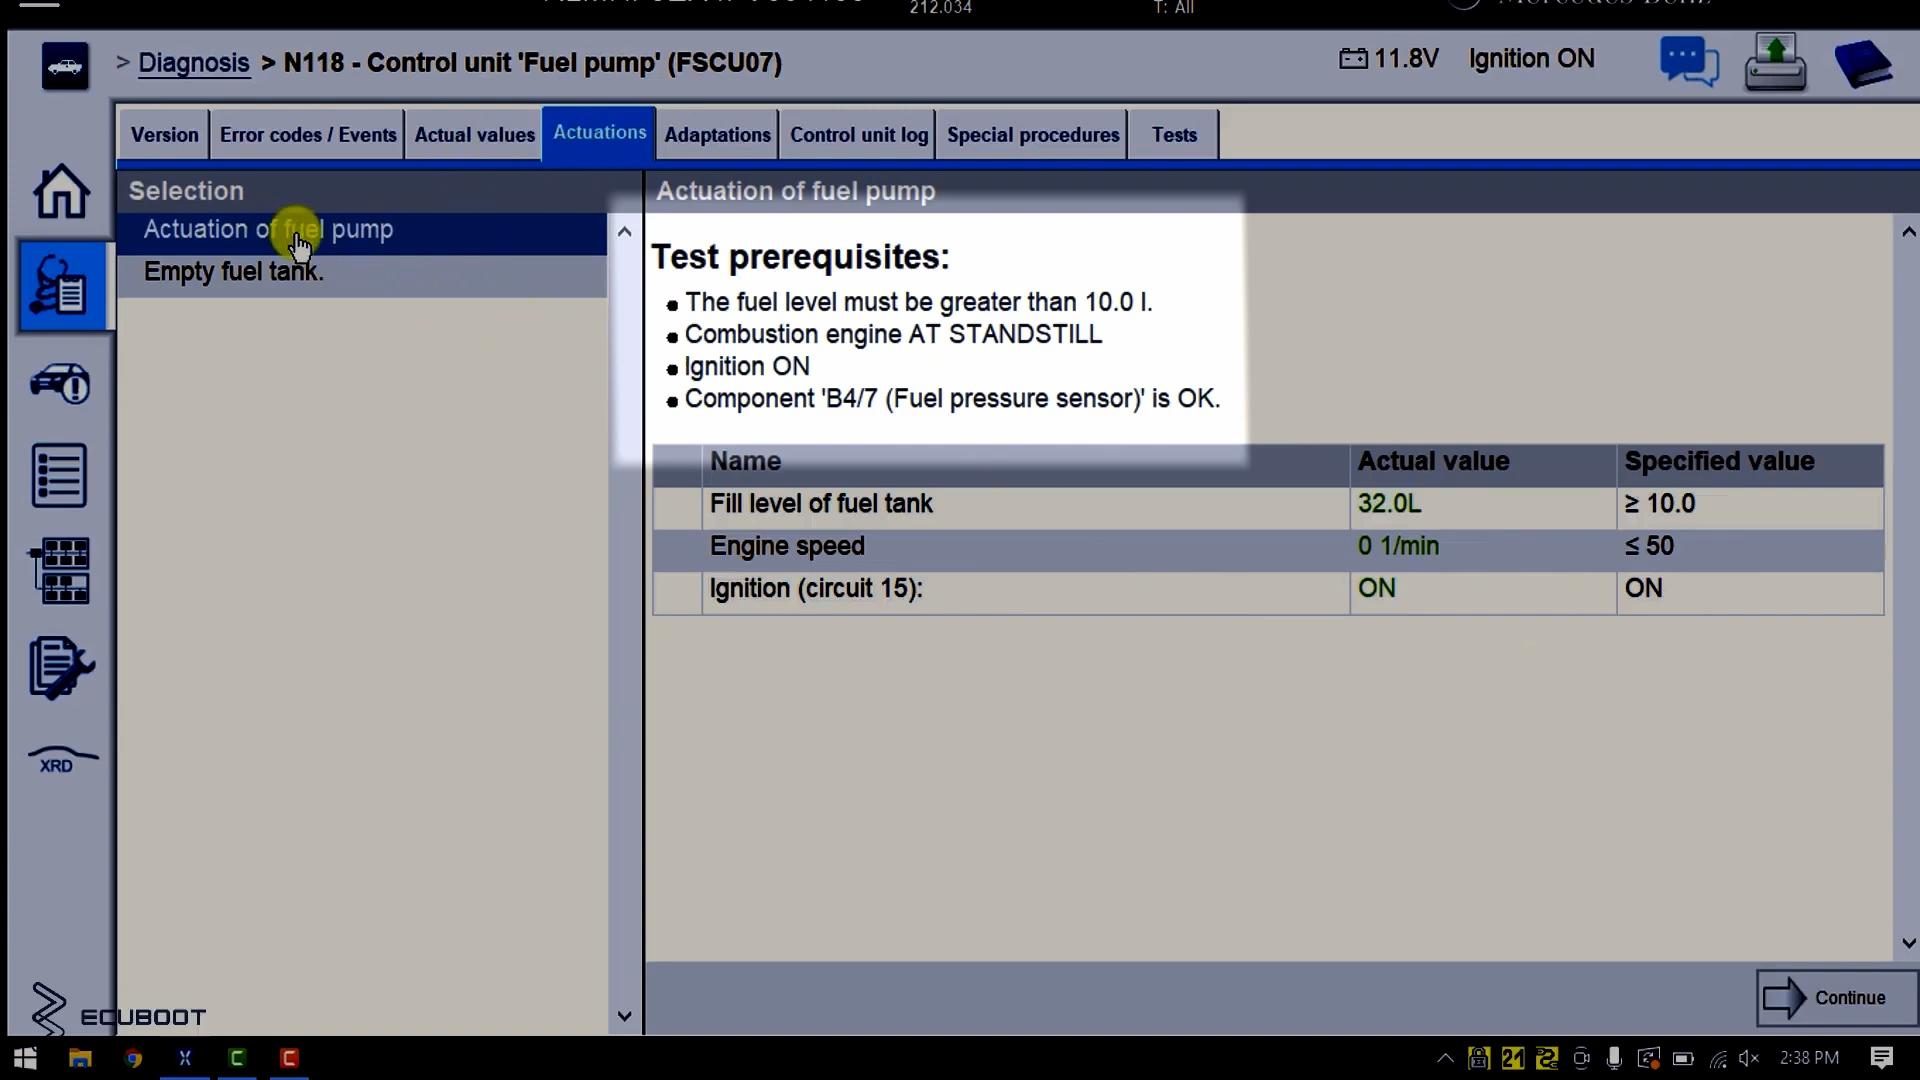 212.034
T: All
Mercedes-Benz
> Diagnosis > N118 - Control unit 'Fuel pump' (FSCU07)
11.8V
Ignition ON
Version
Error codes / Events
Actual values
Actuations
Adaptations
Control unit log
Special procedures
Tests
Selection
Actuation of fuel pump
Empty fuel tank.
Actuation of fuel pump
Test prerequisites:
• The fuel level must be greater than 10.0 l.
• Combustion engine AT STANDSTILL
• Ignition ON
• Component 'B4/7 (Fuel pressure sensor)' is OK.
Name Actual value Specified value
Fill level of fuel tank 32.0L ≥ 10.0
Engine speed 0 1/min ≤ 50
Ignition (circuit 15): ON ON
XRD
Continue
ECUBOOT
X
C
C
21
2:38 PM